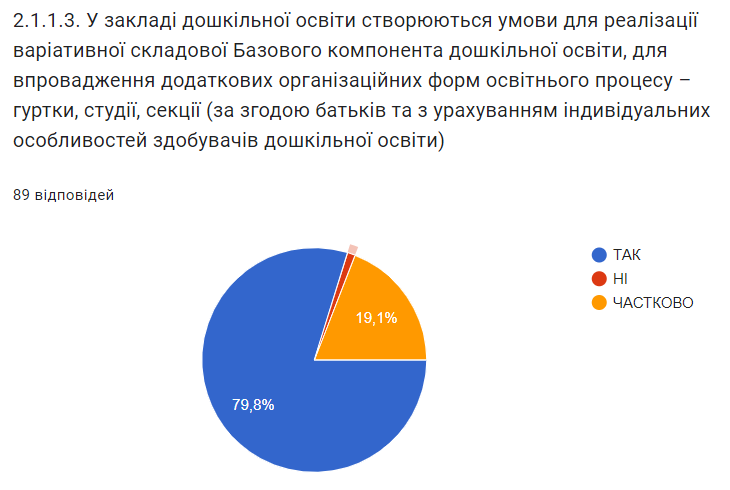 2.1.1.3. У закладі дошкільної освіти створюються умови для реалізації
варіативної складової Базового компонента дошкільної освіти, для
впровадження додаткових організаційних форм освітнього процесу –
гуртки, студії, секції (за згодою батьків та з урахуванням індивідуальних
особливостей здобувачів дошкільної освіти)
89 відповідей
ТАК
НІ
ЧАСТКОВО
19,1%
79,8%